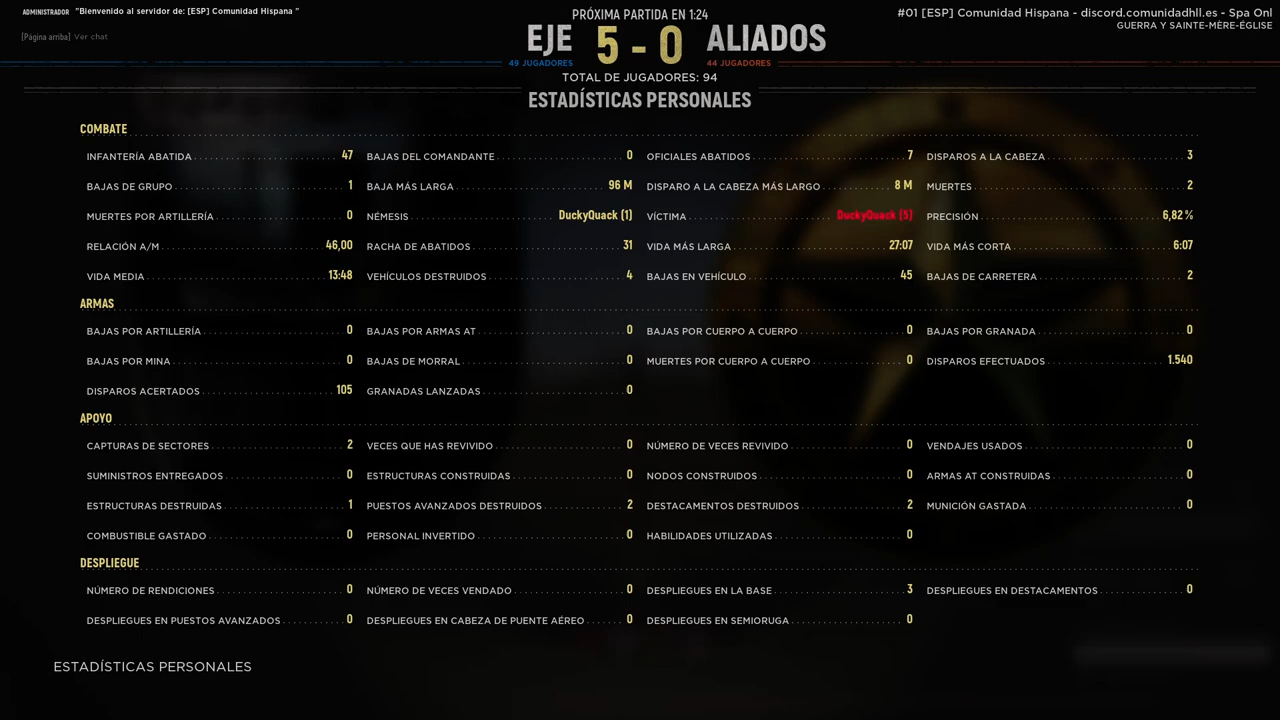 ADMINISTRADOR "Bienvenido al servidor de: [ESP] Comunidad Hispana "
[Página arriba] Ver chat
PRÓXIMA PARTIDA EN 1:24
EJE 5 - 0 ALIADOS
49 JUGADORES 44 JUGADORES
TOTAL DE JUGADORES: 94
#01 [ESP] Comunidad Hispana - discord.comunidadhll.es - Spa Onl
GUERRA Y SAINTE-MÈRE-ÉGLISE
ESTADÍSTICAS PERSONALES
COMBATE
INFANTERÍA ABATIDA 47 BAJAS DEL COMANDANTE 0 OFICIALES ABATIDOS 7 DISPAROS A LA CABEZA 3
BAJAS DE GRUPO 1 BAJA MÁS LARGA 96 M DISPARO A LA CABEZA MÁS LARGO 8 M MUERTES 2
MUERTES POR ARTILLERÍA 0 NÉMESIS DuckyQuack (1) VÍCTIMA DuckyQuack (5) PRECISIÓN 6,82 %
RELACIÓN A/M 46,00 RACHA DE ABATIDOS 31 VIDA MÁS LARGA 27:07 VIDA MÁS CORTA 6:07
VIDA MEDIA 13:48 VEHÍCULOS DESTRUIDOS 4 BAJAS EN VEHÍCULO 45 BAJAS DE CARRETERA 2
ARMAS
BAJAS POR ARTILLERÍA 0 BAJAS POR ARMAS AT 0 BAJAS POR CUERPO A CUERPO 0 BAJAS POR GRANADA 0
BAJAS POR MINA 0 BAJAS DE MORRAL 0 MUERTES POR CUERPO A CUERPO 0 DISPAROS EFECTUADOS 1.540
DISPAROS ACERTADOS 105 GRANADAS LANZADAS 0
APOYO
CAPTURAS DE SECTORES 2 VECES QUE HAS REVIVIDO 0 NÚMERO DE VECES REVIVIDO 0 VENDAJES USADOS 0
SUMINISTROS ENTREGADOS 0 ESTRUCTURAS CONSTRUIDAS 0 NODOS CONSTRUIDOS 0 ARMAS AT CONSTRUIDAS 0
ESTRUCTURAS DESTRUIDAS 1 PUESTOS AVANZADOS DESTRUIDOS 2 DESTACAMENTOS DESTRUIDOS 2 MUNICIÓN GASTADA 0
COMBUSTIBLE GASTADO 0 PERSONAL INVERTIDO 0 HABILIDADES UTILIZADAS 0
DESPLIEGUE
NÚMERO DE RENDICIONES 0 NÚMERO DE VECES VENDADO 0 DESPLIEGUES EN LA BASE 3 DESPLIEGUES EN DESTACAMENTOS 0
DESPLIEGUES EN PUESTOS AVANZADOS 0 DESPLIEGUES EN CABEZA DE PUENTE AÉREO 0 DESPLIEGUES EN SEMIORUGA 0
ESTADÍSTICAS PERSONALES